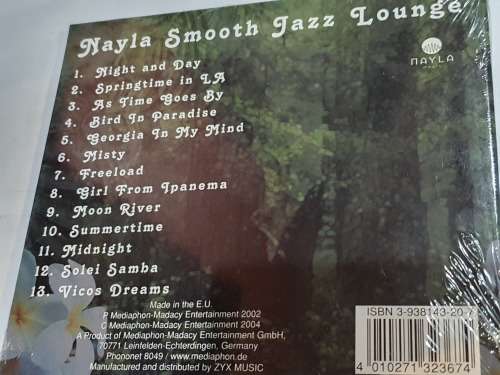 Nayla Smooth Jazz Lounge
NAYLA
1. Night and Day
2. Springtime in LA
3. As Time Goes By
4. Bird In Paradise
5. Georgia In My Mind
6. Misty
7. Freeload
8. Girl From Ipanema
9. Moon River
10. Summertime
11. Midnight
12. Solei Samba
13. Vicos Dreams
Made in the E.U.
P Mediaphon-Madacy Entertainment 2002
C Mediaphon-Madacy Entertainment 2004
A Product of Mediaphon-Madacy Entertainment GmbH,
70771 Leinfelden-Echterdingen, Germany
Phononet 8049 / www.mediaphon.de
Manufactured and distributed by ZYX MUSIC
ISBN 3-938143-20-7
4 010271 323674